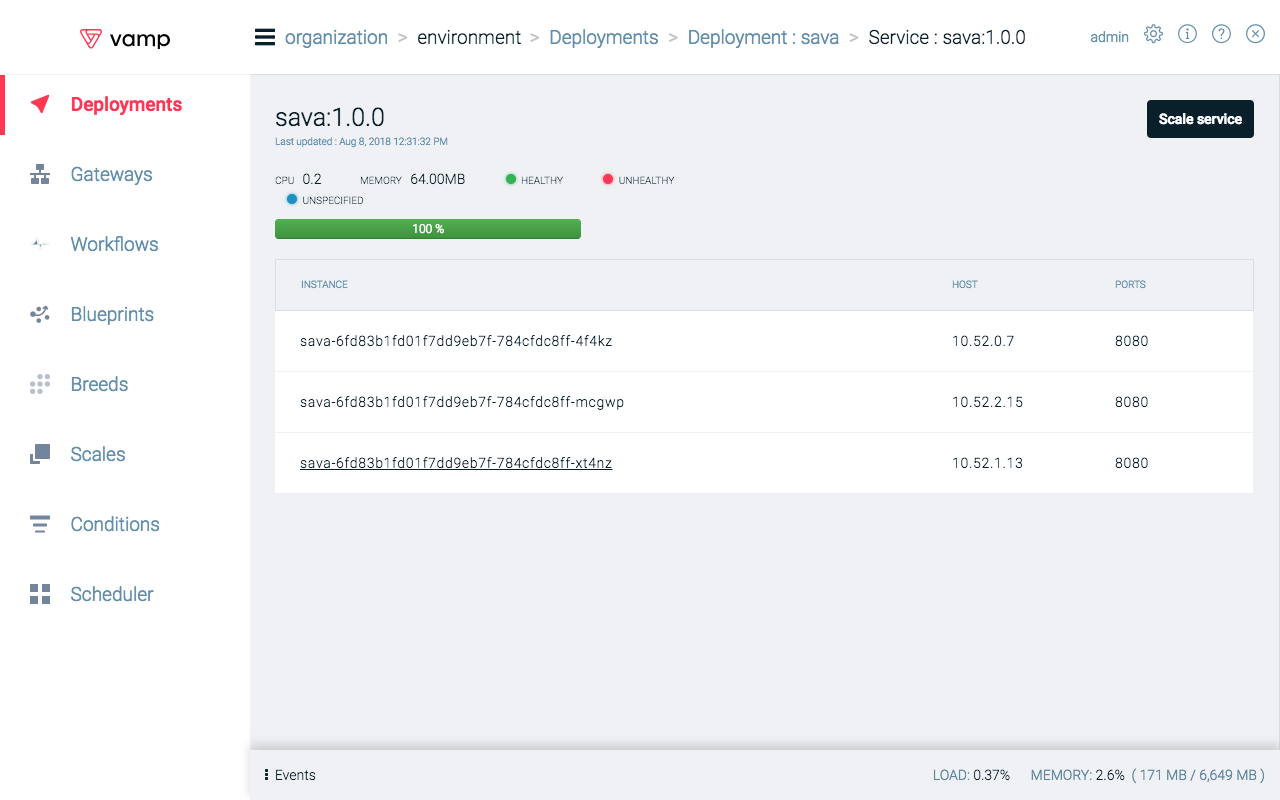 vamp
organization > environment > Deployments > Deployment : sava > Service : sava:1.0.0
admin
Deployments
Gateways
Workflows
Blueprints
Breeds
Scales
Conditions
Scheduler
sava:1.0.0
Scale service
Last updated : Aug 8, 2018 12:31:32 PM
CPU 0.2 MEMORY 64.00MB HEALTHY UNHEALTHY
UNSPECIFIED
100 %
INSTANCE HOST PORTS
sava-6fd83b1fd01f7dd9eb7f-784cfdc8ff-4f4kz 10.52.0.7 8080
sava-6fd83b1fd01f7dd9eb7f-784cfdc8ff-mcgwp 10.52.2.15 8080
sava-6fd83b1fd01f7dd9eb7f-784cfdc8ff-xt4nz 10.52.1.13 8080
Events LOAD: 0.37% MEMORY: 2.6% ( 171 MB / 6,649 MB )